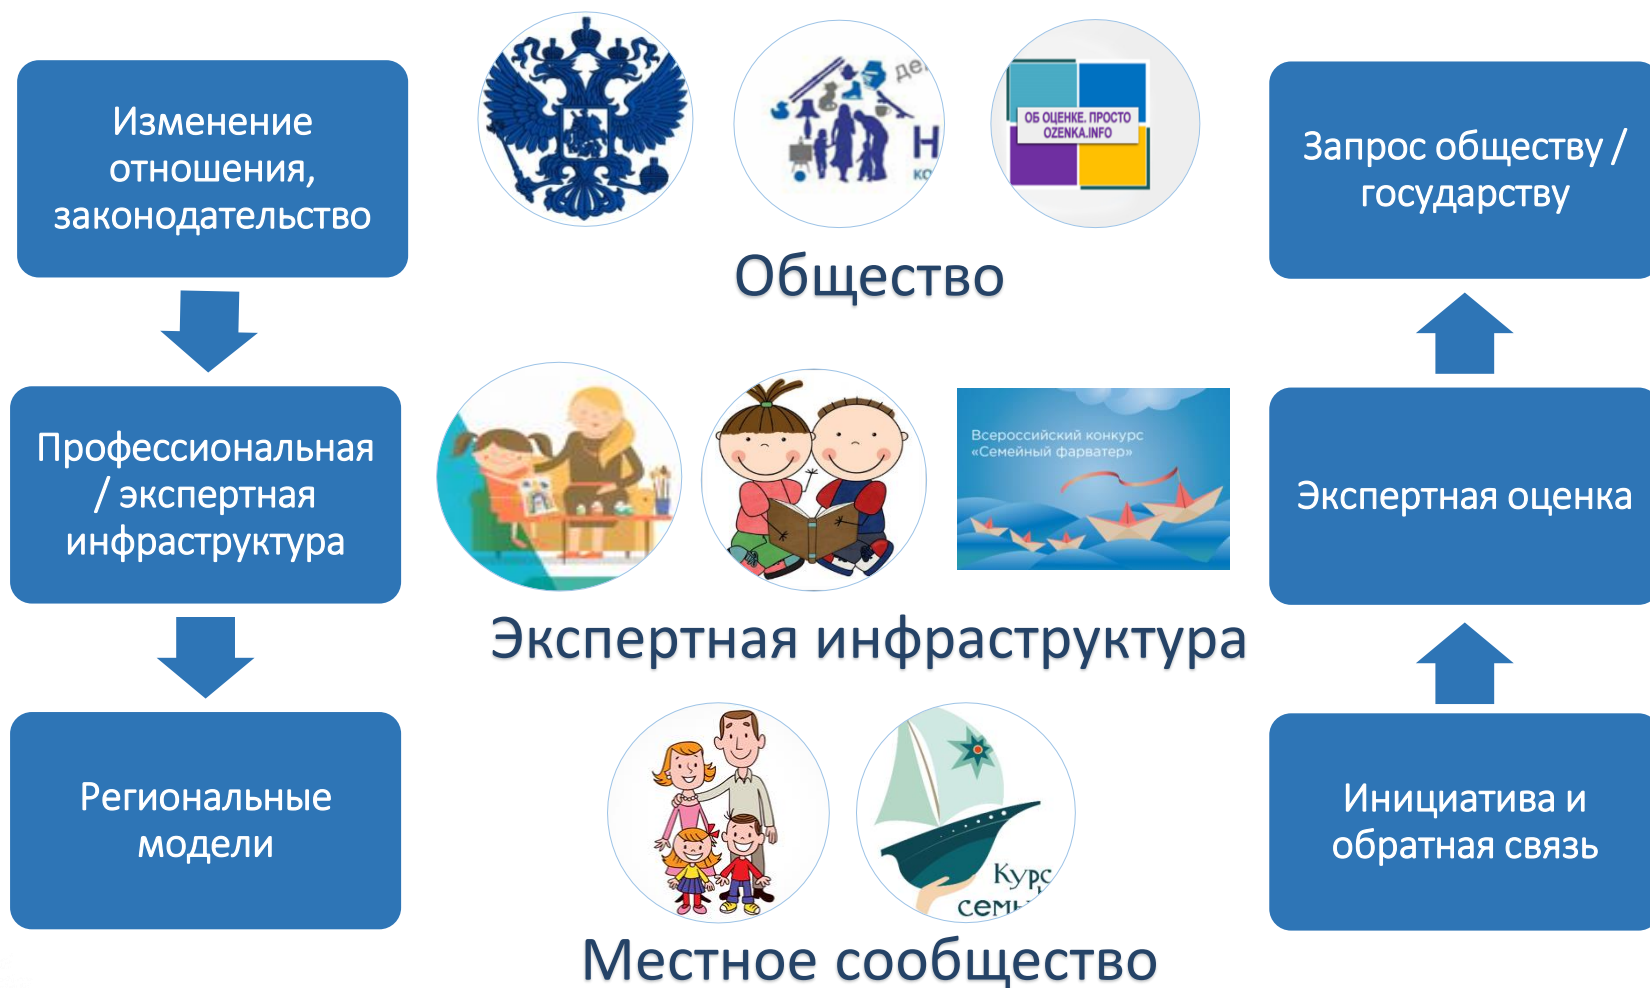 Изменение
отношения,
законодательство
ОБ ОЦЕНКЕ. ПРОСТО
OZENKA.INFO
Запрос обществу /
государству
Общество
Профессиональная
/ экспертная
инфраструктура
Всероссийский конкурс
«Семейный фарватер»
Экспертная оценка
Экспертная инфраструктура
Региональные
модели
Курс
Инициатива и
обратная связь
Местное сообщество